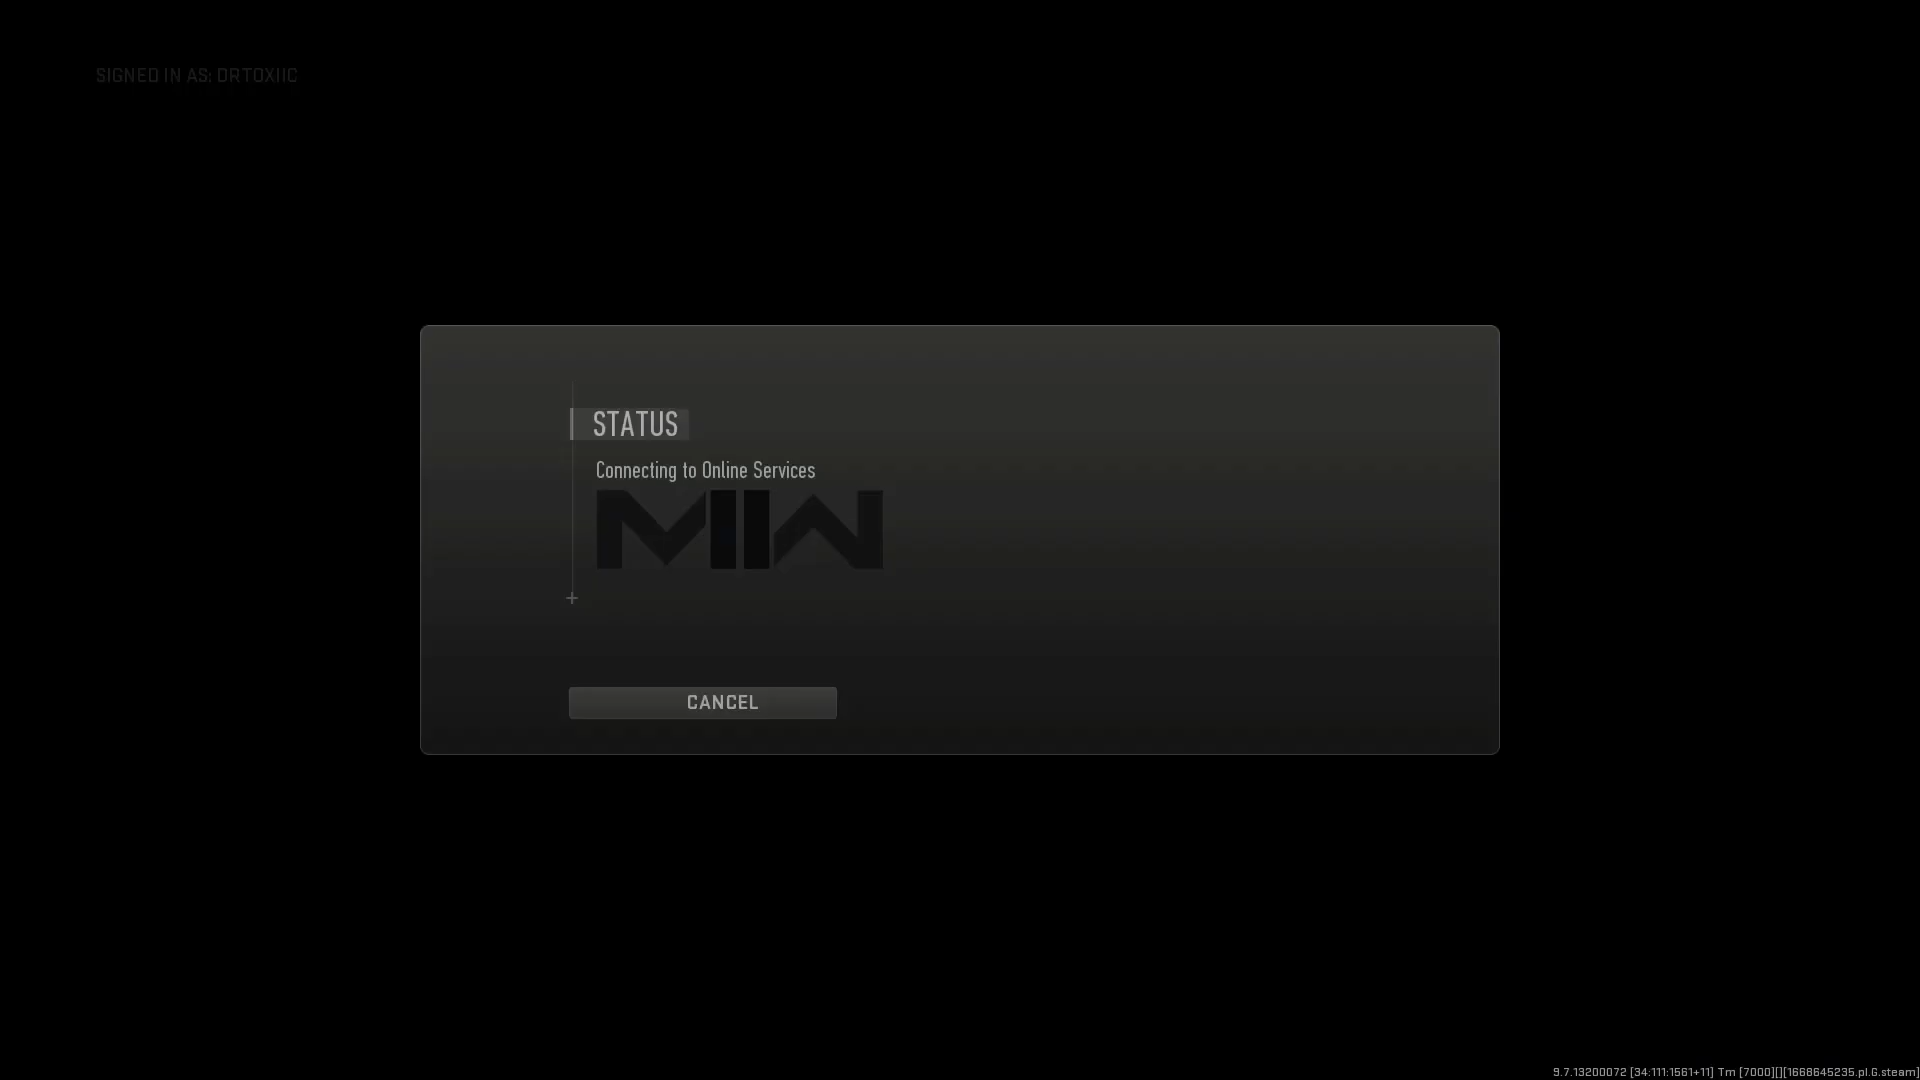 SIGNED IN AS: DRTOXIIC
STATUS
Connecting to Online Services
MIIW
CANCEL
9.7.13200072 [34:111:1561+11] Tm [7000][][1668645235.pl.G.steam]